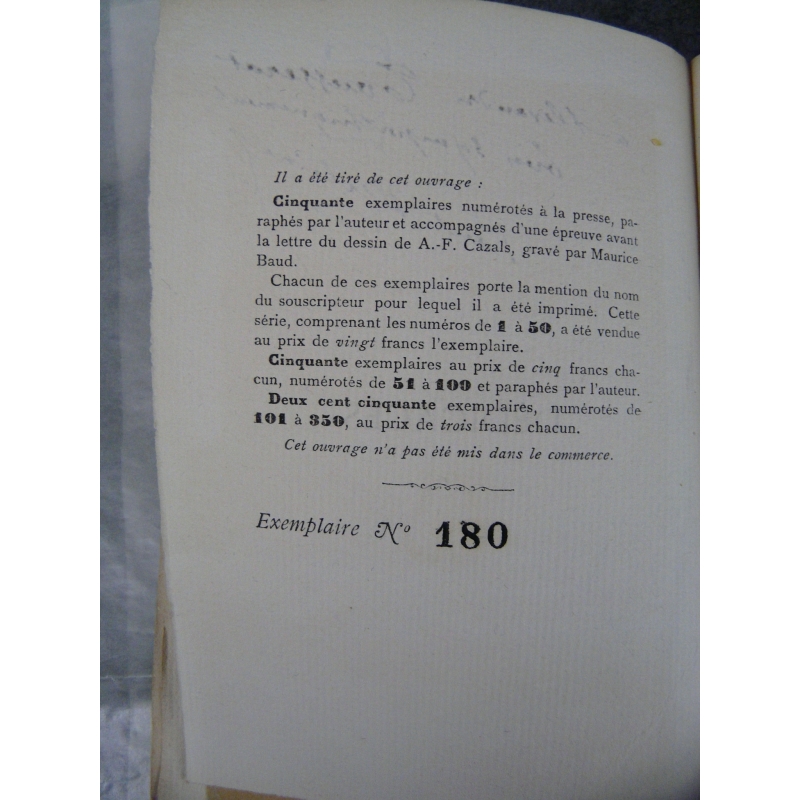 Il a été tiré de cet ouvrage :
Cinquante exemplaires numérotés à la presse, pa-
raphés par l'auteur et accompagnés d'une épreuve avant
la lettre du dessin de A.-F. Cazals, gravé par Maurice
Baud.
Chacun de ces exemplaires porte la mention du nom
du souscripteur pour lequel il a été imprimé. Cette
série, comprenant les numéros de 1 à 50, a été vendue
au prix de vingt francs l'exemplaire.
Cinquante exemplaires au prix de cinq francs cha-
cun, numérotés de 51 à 100 et paraphés par l'auteur.
Deux cent cinquante exemplaires, numérotés de
101 à 350, au prix de trois francs chacun.
Cet ouvrage n'a pas été mis dans le commerce.
Exemplaire No 180